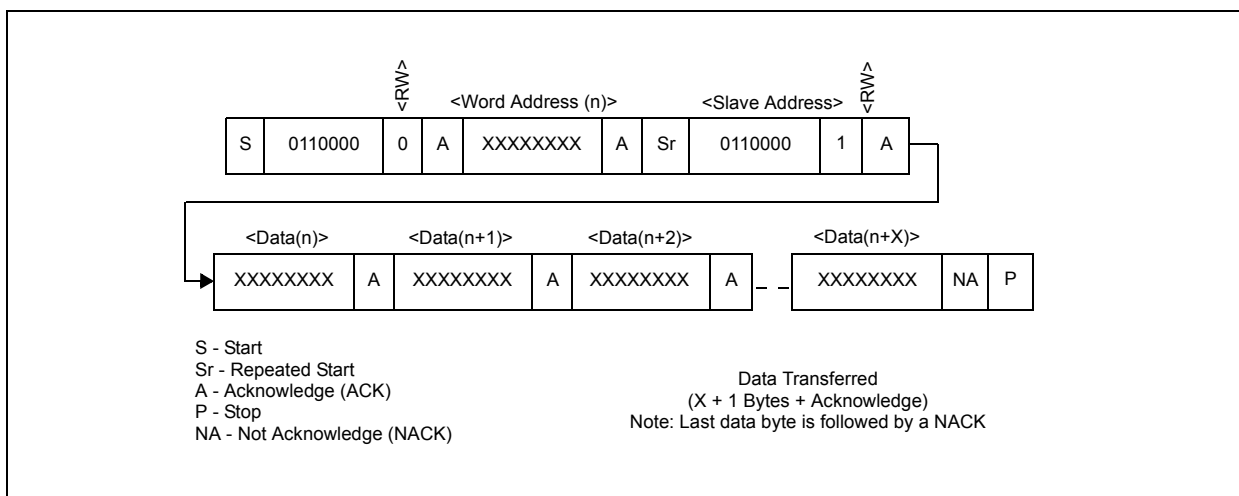 <RW> <Word Address (n)> <Slave Address> <RW>
S 0110000 0 A XXXXXXXX A Sr 0110000 1 A
<Data(n)> <Data(n+1)> <Data(n+2)> <Data(n+X)>
XXXXXXXX A XXXXXXXX A XXXXXXXX A XXXXXXXX NA P
S - Start
Sr - Repeated Start
A - Acknowledge (ACK)
P - Stop
NA - Not Acknowledge (NACK)
Data Transferred
(X + 1 Bytes + Acknowledge)
Note: Last data byte is followed by a NACK